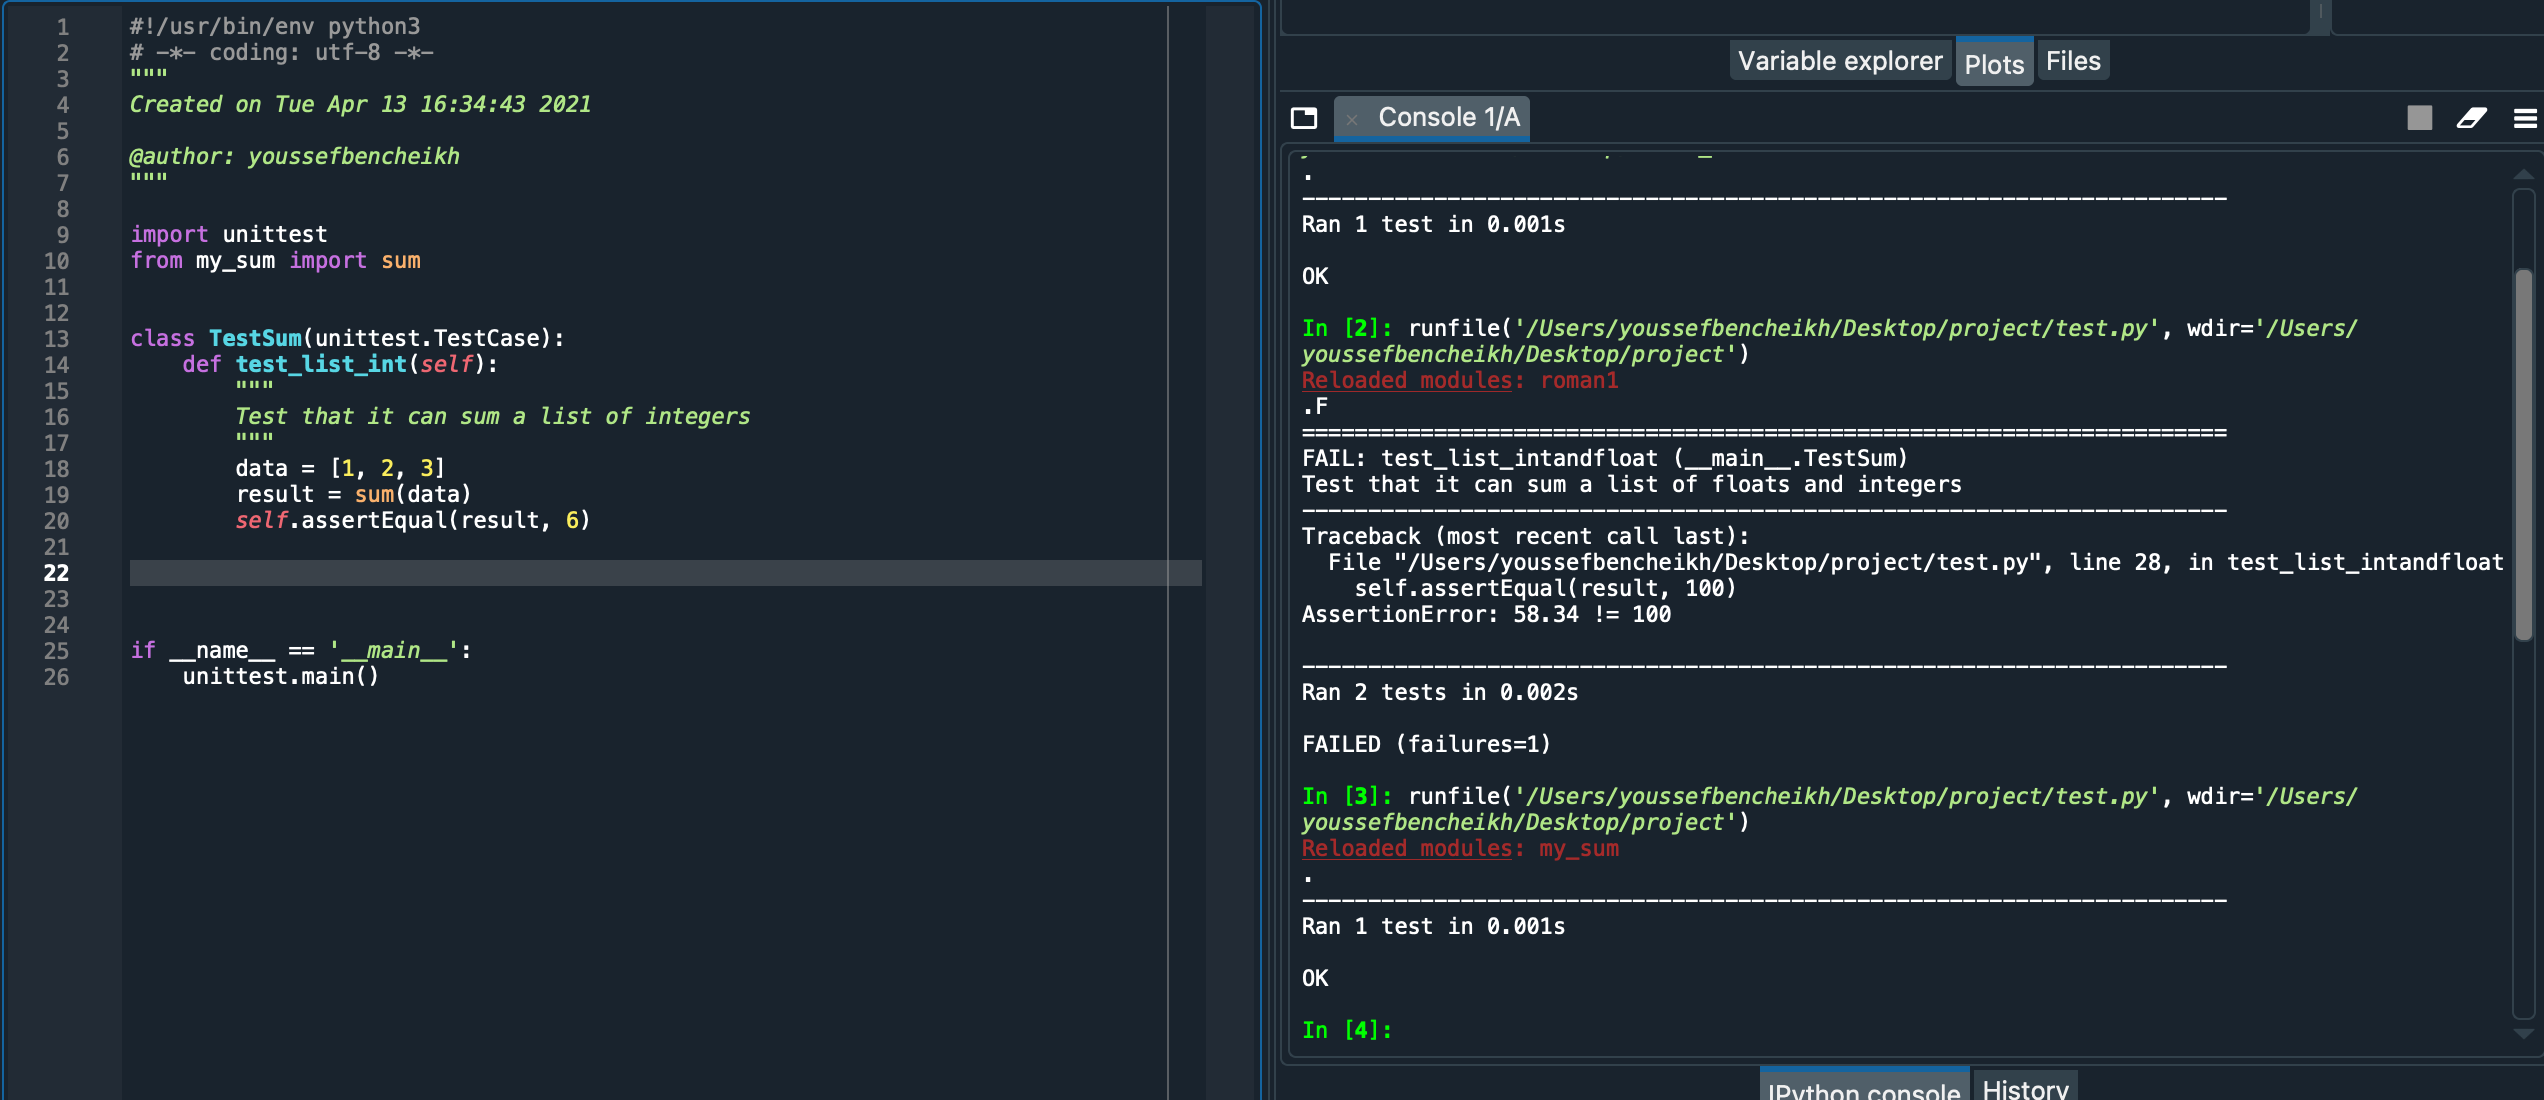 1 #!/usr/bin/env python3
2 # -*- coding: utf-8 -*-
3 """
4 Created on Tue Apr 13 16:34:43 2021
5
6 @author: youssefbencheikh
7 """
8
9 import unittest
10 from my_sum import sum
11
12
13 class TestSum(unittest.TestCase):
14     def test_list_int(self):
15         """
16         Test that it can sum a list of integers
17         """
18         data = [1, 2, 3]
19         result = sum(data)
20         self.assertEqual(result, 6)
21
22
23
24
25 if __name__ == '__main__':
26     unittest.main()
Variable explorer Plots Files
Console 1/A
.
----------------------------------------------------------------------
Ran 1 test in 0.001s
OK
In [2]: runfile('/Users/youssefbencheikh/Desktop/project/test.py', wdir='/Users/
youssefbencheikh/Desktop/project')
Reloaded modules: roman1
.F
======================================================================
FAIL: test_list_intandfloat (__main__.TestSum)
Test that it can sum a list of floats and integers
----------------------------------------------------------------------
Traceback (most recent call last):
  File "/Users/youssefbencheikh/Desktop/project/test.py", line 28, in test_list_intandfloat
    self.assertEqual(result, 100)
AssertionError: 58.34 != 100
----------------------------------------------------------------------
Ran 2 tests in 0.002s
FAILED (failures=1)
In [3]: runfile('/Users/youssefbencheikh/Desktop/project/test.py', wdir='/Users/
youssefbencheikh/Desktop/project')
Reloaded modules: my_sum
.
----------------------------------------------------------------------
Ran 1 test in 0.001s
OK
In [4]:
IPython console History